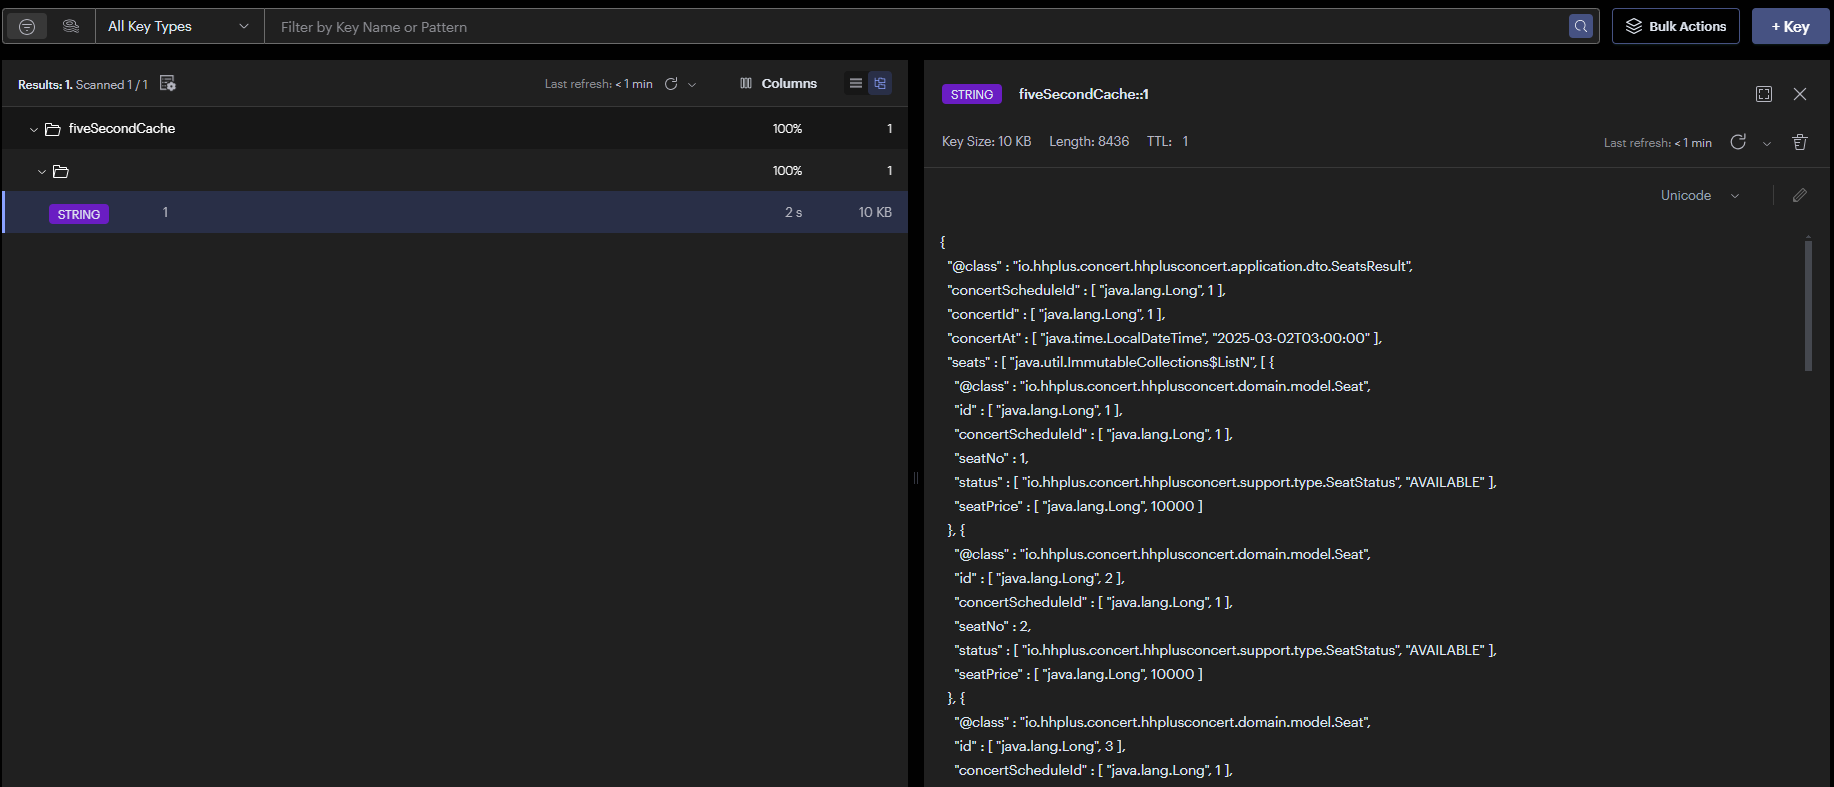 All Key Types
Filter by Key Name or Pattern
Bulk Actions
+ Key
Results: 1. Scanned 1 / 1
Last refresh: < 1 min
Columns
fiveSecondCache 100% 1
100% 1
STRING 1 2 s 10 KB
STRING fiveSecondCache::1
Key Size: 10 KB Length: 8436 TTL: 1
Last refresh: < 1 min
Unicode
{
"@class" : "io.hhplus.concert.hhplusconcert.application.dto.SeatsResult",
"concertScheduleId" : [ "java.lang.Long", 1 ],
"concertId" : [ "java.lang.Long", 1 ],
"concertAt" : [ "java.time.LocalDateTime", "2025-03-02T03:00:00" ],
"seats" : [ "java.util.ImmutableCollections$ListN", [ {
"@class" : "io.hhplus.concert.hhplusconcert.domain.model.Seat",
"id" : [ "java.lang.Long", 1 ],
"concertScheduleId" : [ "java.lang.Long", 1 ],
"seatNo" : 1,
"status" : [ "io.hhplus.concert.hhplusconcert.support.type.SeatStatus", "AVAILABLE" ],
"seatPrice" : [ "java.lang.Long", 10000 ]
}, {
"@class" : "io.hhplus.concert.hhplusconcert.domain.model.Seat",
"id" : [ "java.lang.Long", 2 ],
"concertScheduleId" : [ "java.lang.Long", 1 ],
"seatNo" : 2,
"status" : [ "io.hhplus.concert.hhplusconcert.support.type.SeatStatus", "AVAILABLE" ],
"seatPrice" : [ "java.lang.Long", 10000 ]
}, {
"@class" : "io.hhplus.concert.hhplusconcert.domain.model.Seat",
"id" : [ "java.lang.Long", 3 ],
"concertScheduleId" : [ "java.lang.Long", 1 ],